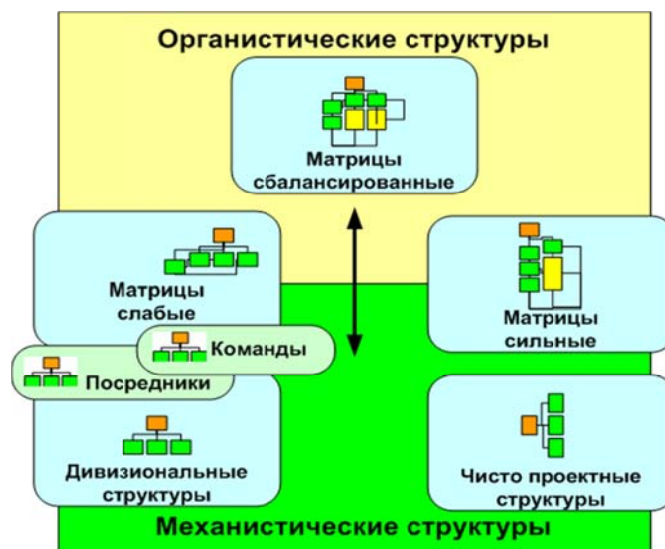 Органистические структуры
Матрицы
сбалансированные
Матрицы
слабые
Матрицы
сильные
Команды
Посредники
Дивизиональные
структуры
Чисто проектные
структуры
Механистические структуры